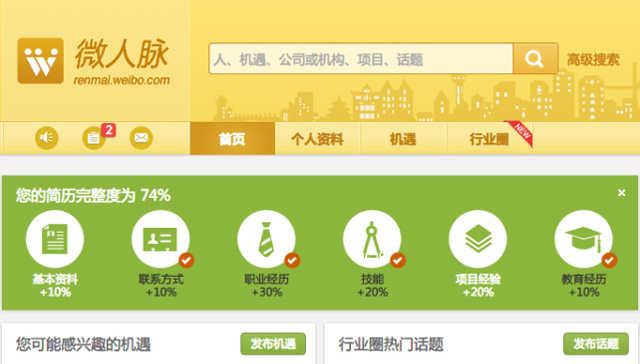 微人脉
renmai.weibo.com
人、机遇、公司或机构、项目、话题
高级搜索
2
首页
个人资料
机遇
行业圈
NEW
您的简历完整度为 74%
×
基本资料
+10%
联系方式
+10%
职业经历
+30%
技能
+20%
项目经验
+20%
教育经历
+10%
您可能感兴趣的机遇
发布机遇
行业圈热门话题
发布话题